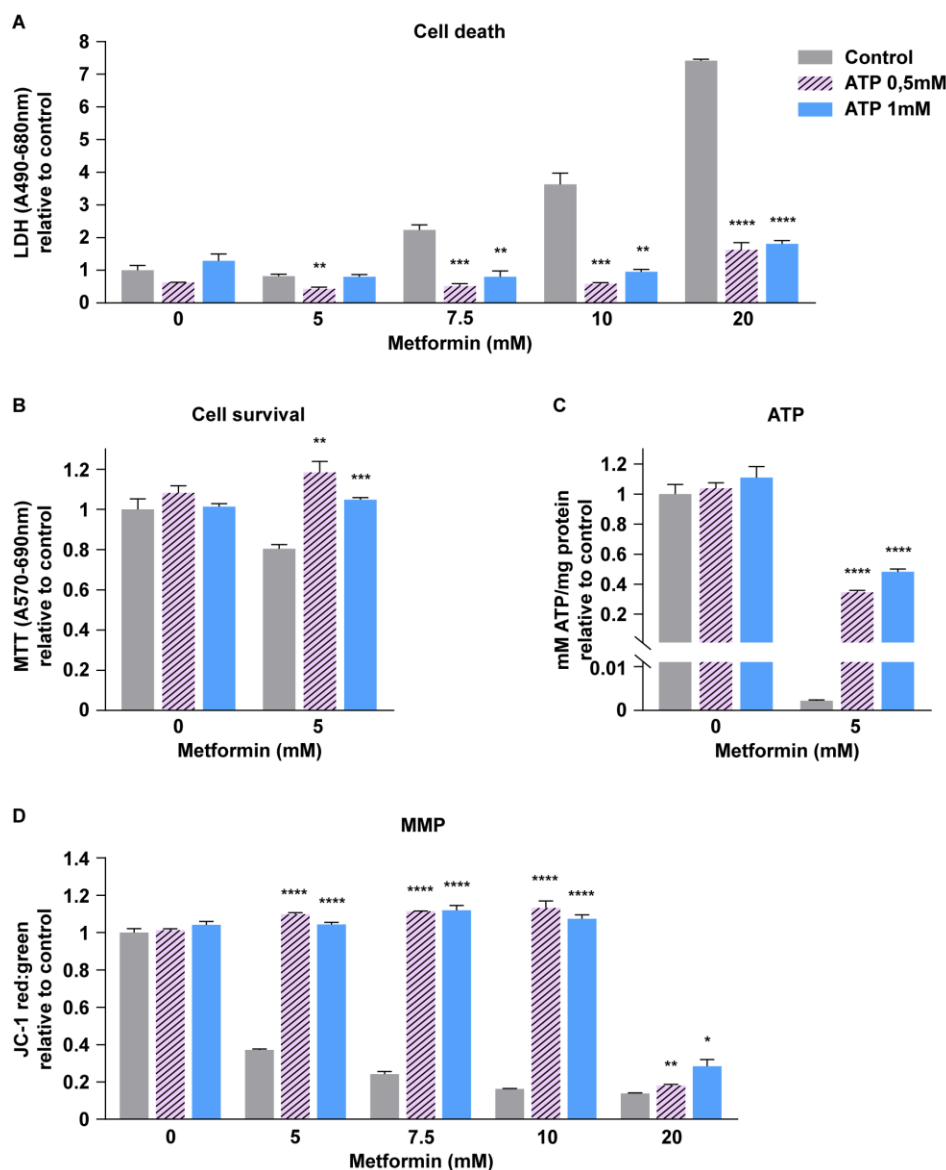 A
Cell death
LDH (A490-680nm)
relative to control
8
7
6
5
4
3
2
1
0
Control
ATP 0,5mM
ATP 1mM
** *** ** *** ** **** ****
0 5 7.5 10 20
Metformin (mM)
B
Cell survival
MTT (A570-690nm)
relative to control
1.2
1
0.8
0.6
0.4
0.2
0
** ***
0 5
Metformin (mM)
C
ATP
mM ATP/mg protein
relative to control
1.2
1
0.8
0.6
0.4
0.01
0
**** ****
0 5
Metformin (mM)
D
MMP
JC-1 red:green
relative to control
1.4
1.2
1
0.8
0.6
0.4
0.2
0
**** **** **** **** **** **** ** *
0 5 7.5 10 20
Metformin (mM)